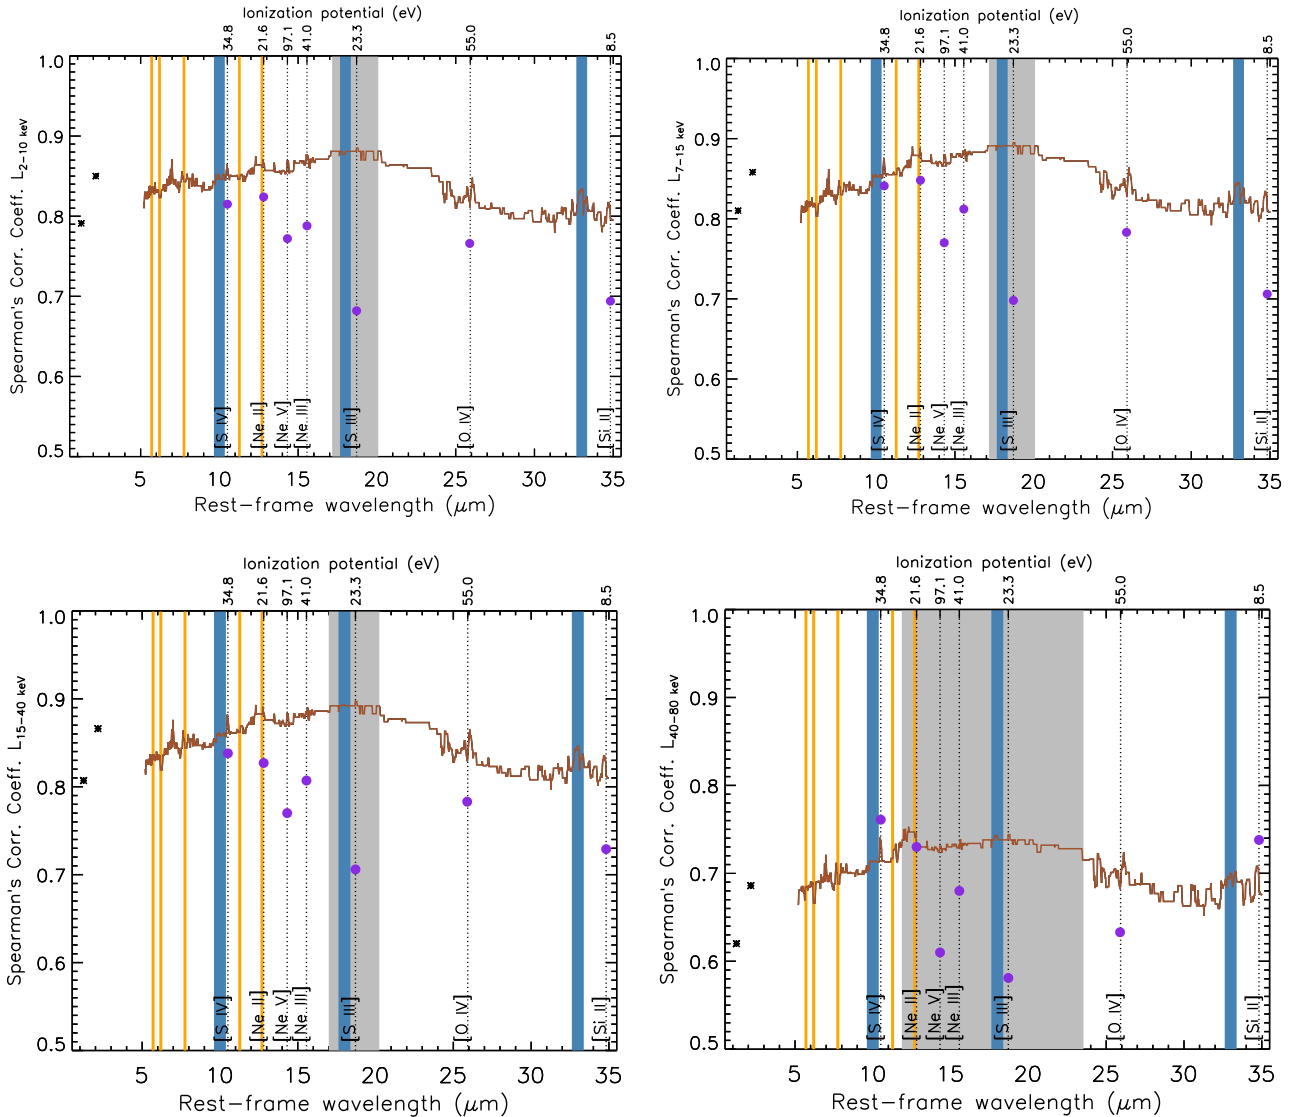 Ionization potential (eV)
34.8 21.6 97.1 41.0 23.3 55.0 8.5
1.0
0.9
0.8
0.7
0.6
0.5
Spearman's Corr. Coeff. L2−10 keV
[S IV] [Ne II] [Ne V] [Ne III] [S III] [O IV] [Si II]
5 10 15 20 25 30 35
Rest−frame wavelength (μm)
Ionization potential (eV)
34.8 21.6 97.1 41.0 23.3 55.0 8.5
1.0
0.9
0.8
0.7
0.6
0.5
Spearman's Corr. Coeff. L7−15 keV
[S IV] [Ne II] [Ne V] [Ne III] [S III] [O IV] [Si II]
5 10 15 20 25 30 35
Rest−frame wavelength (μm)
Ionization potential (eV)
34.8 21.6 97.1 41.0 23.3 55.0 8.5
1.0
0.9
0.8
0.7
0.6
0.5
Spearman's Corr. Coeff. L15−40 keV
[S IV] [Ne II] [Ne V] [Ne III] [S III] [O IV] [Si II]
5 10 15 20 25 30 35
Rest−frame wavelength (μm)
Ionization potential (eV)
34.8 21.6 97.1 41.0 23.3 55.0 8.5
1.0
0.9
0.8
0.7
0.6
0.5
Spearman's Corr. Coeff. L40−80 keV
[S IV] [Ne II] [Ne V] [Ne III] [S III] [O IV] [Si II]
5 10 15 20 25 30 35
Rest−frame wavelength (μm)